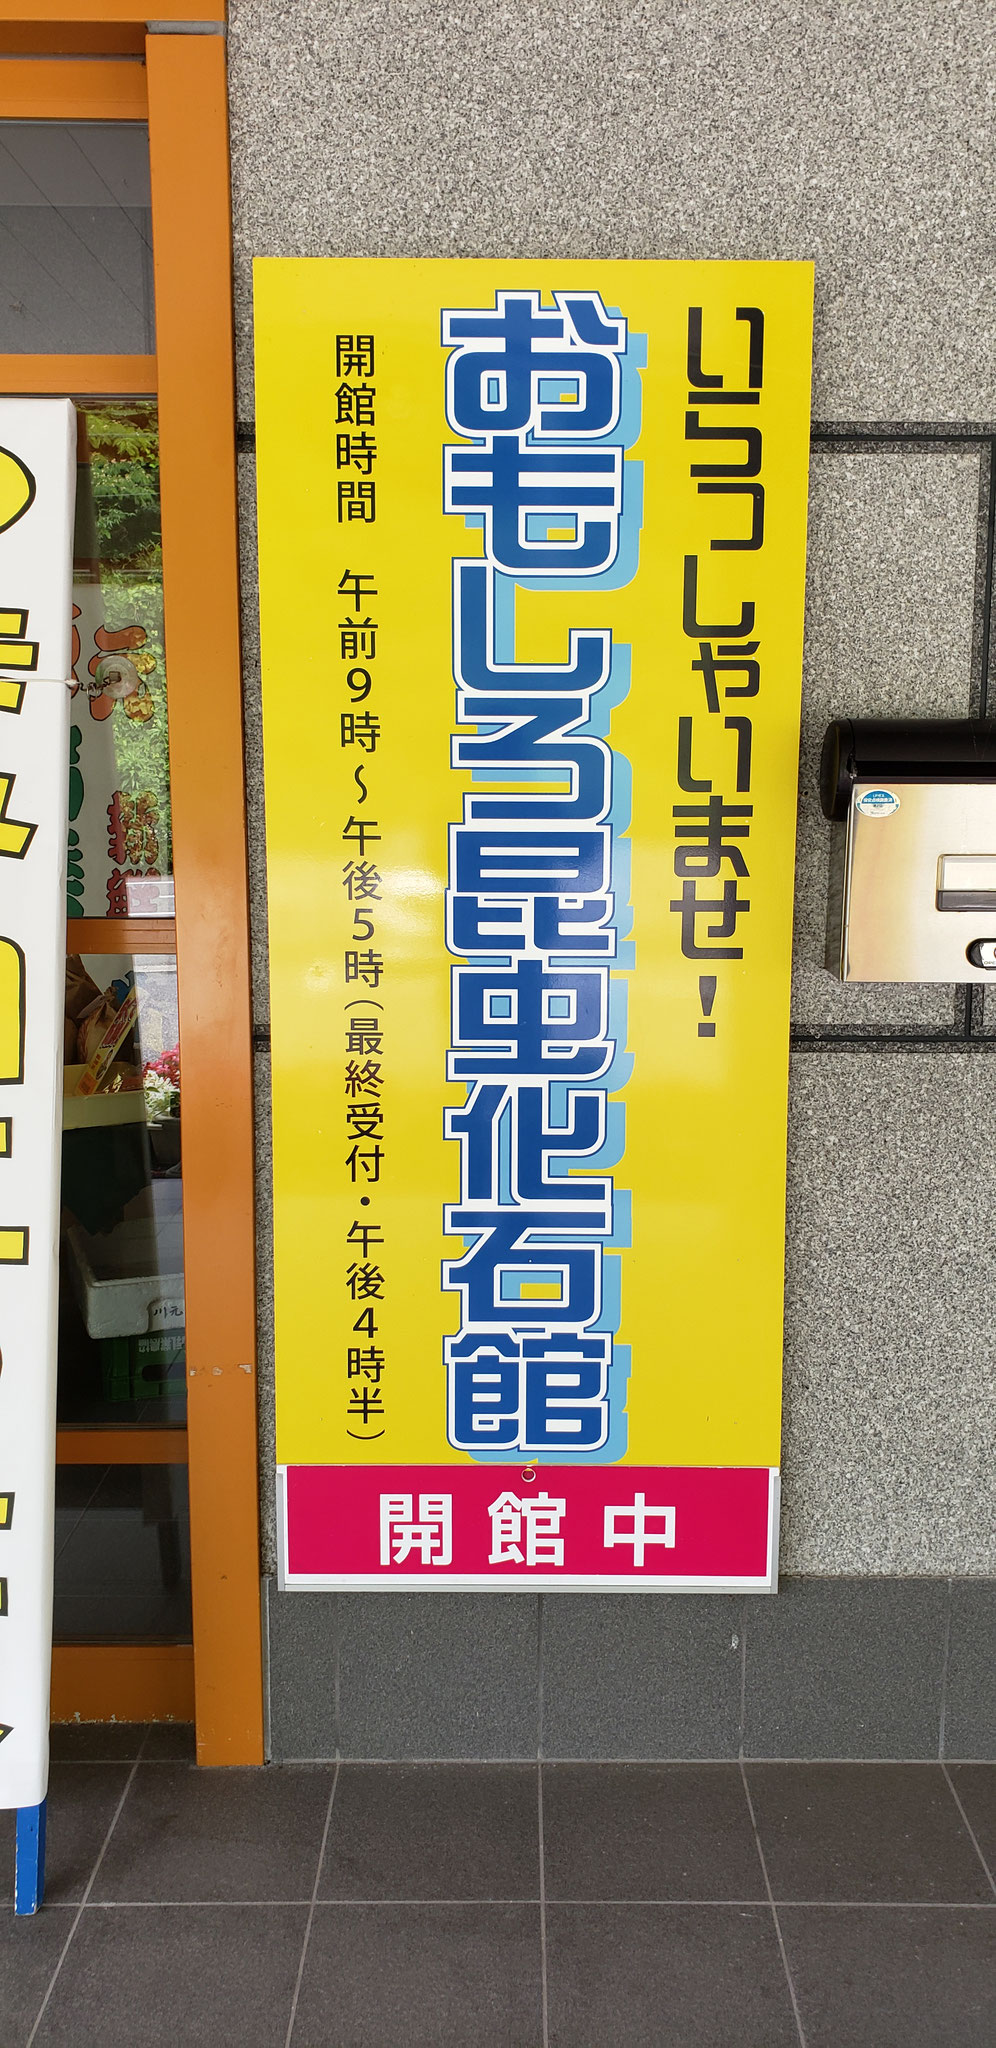 いらっしゃいませ！
おもしろ昆虫化石館
開館時間 午前9時～午後5時（最終受付・午後4時半）
開館中
川元